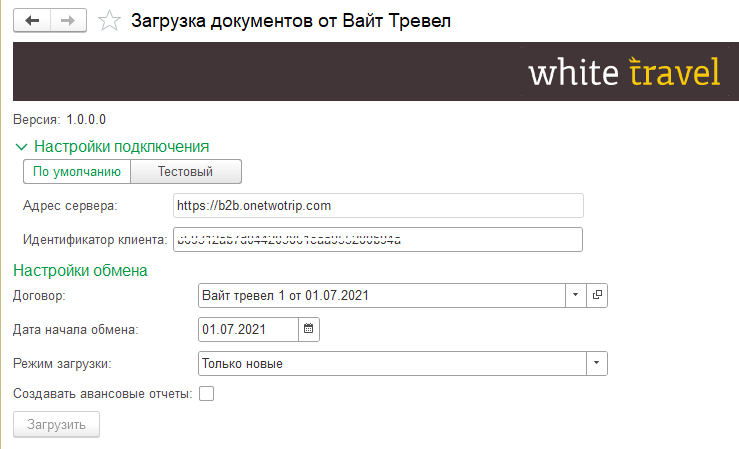 Загрузка документов от Вайт Тревел
white travel
Версия: 1.0.0.0
Настройки подключения
По умолчанию Тестовый
Адрес сервера: https://b2b.onetwotrip.com
Идентификатор клиента:
Настройки обмена
Договор: Вайт тревел 1 от 01.07.2021
Дата начала обмена: 01.07.2021
Режим загрузки: Только новые
Создавать авансовые отчеты:
Загрузить